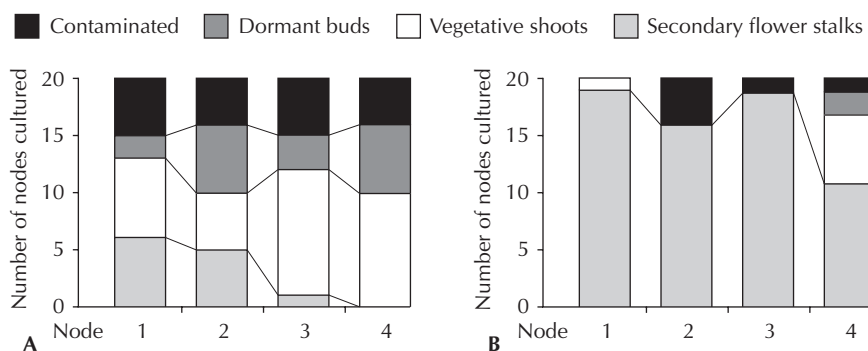 Contaminated Dormant buds Vegetative shoots Secondary flower stalks
Number of nodes cultured
20
15
10
5
0
A Node 1 2 3 4
Number of nodes cultured
20
15
10
5
0
B Node 1 2 3 4